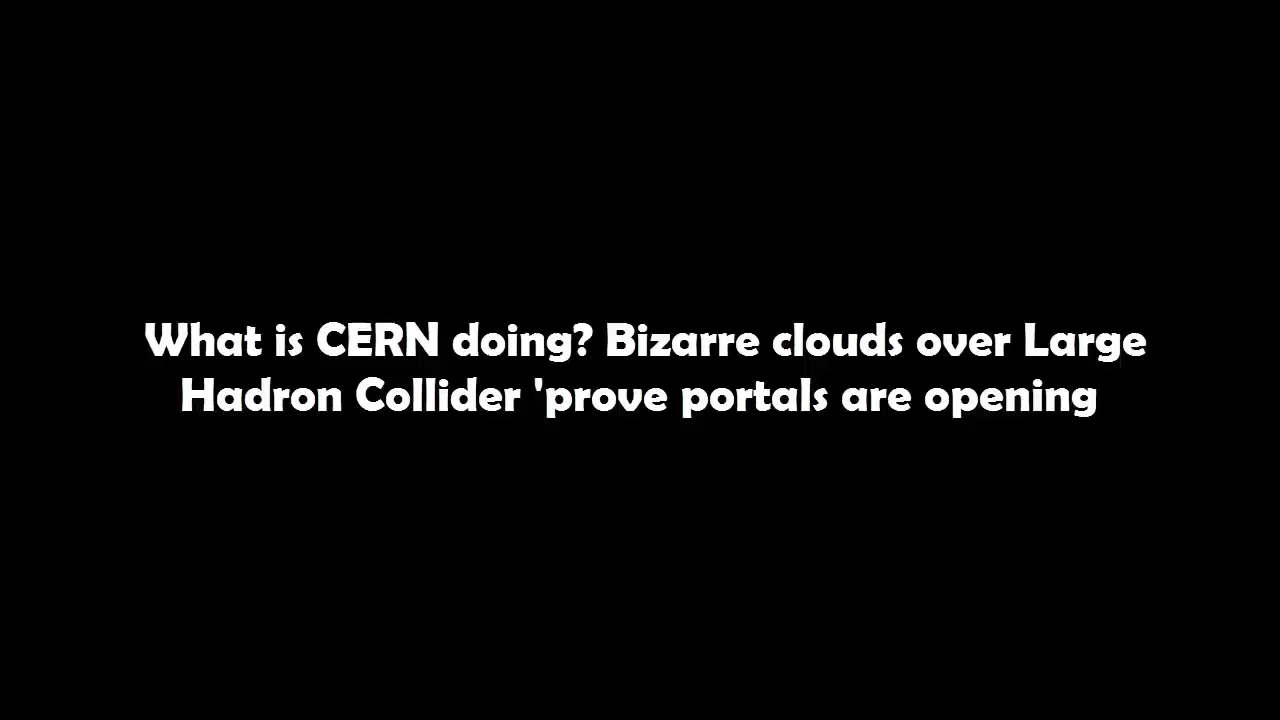 What is CERN doing? Bizarre clouds over Large
Hadron Collider 'prove portals are opening